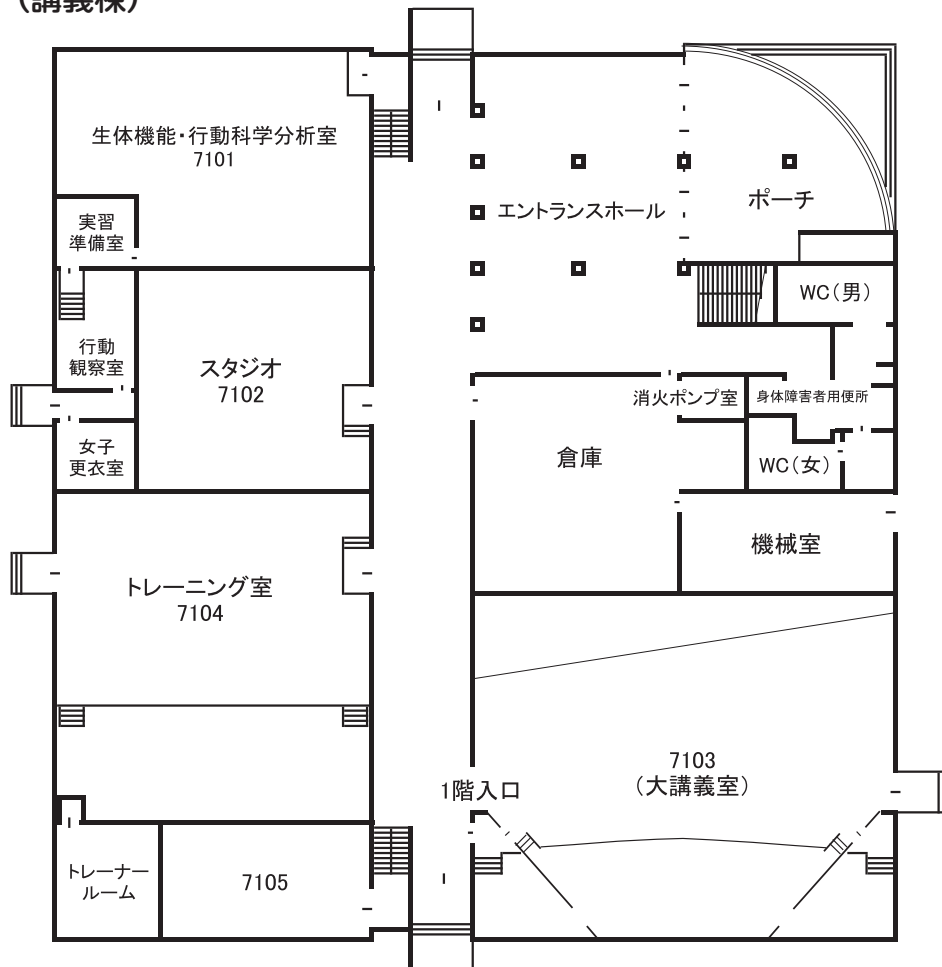 (講義棟)
生体機能・行動科学分析室
7101
実習
準備室
エントランスホール
ポーチ
WC(男)
行動
観察室
スタジオ
7102
消火ポンプ室
身体障害者用便所
女子
更衣室
倉庫
WC(女)
機械室
トレーニング室
7104
7103
(大講義室)
1階入口
トレーナー
ルーム
7105